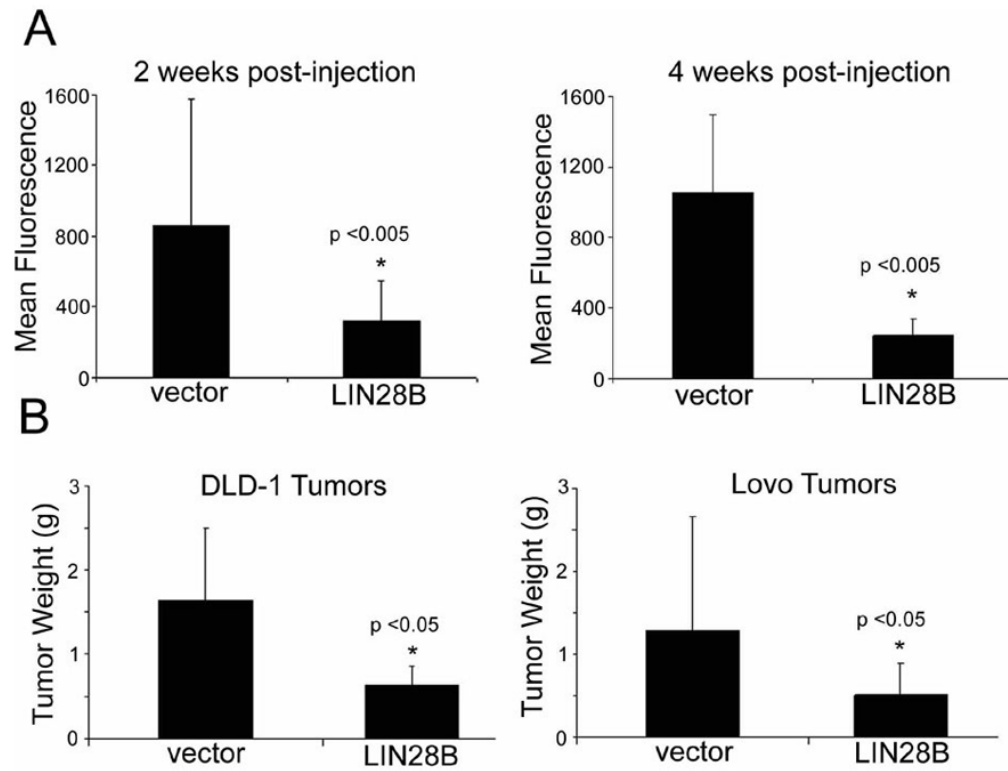 A
2 weeks post-injection
Mean Fluorescence
1600
1200
800
400
0
p <0.005
*
vector
LIN28B
4 weeks post-injection
Mean Fluorescence
1600
1200
800
400
0
p <0.005
*
vector
LIN28B
B
DLD-1 Tumors
Tumor Weight (g)
3
2
1
0
p <0.05
*
vector
LIN28B
Lovo Tumors
Tumor Weight (g)
3
2
1
0
p <0.05
*
vector
LIN28B